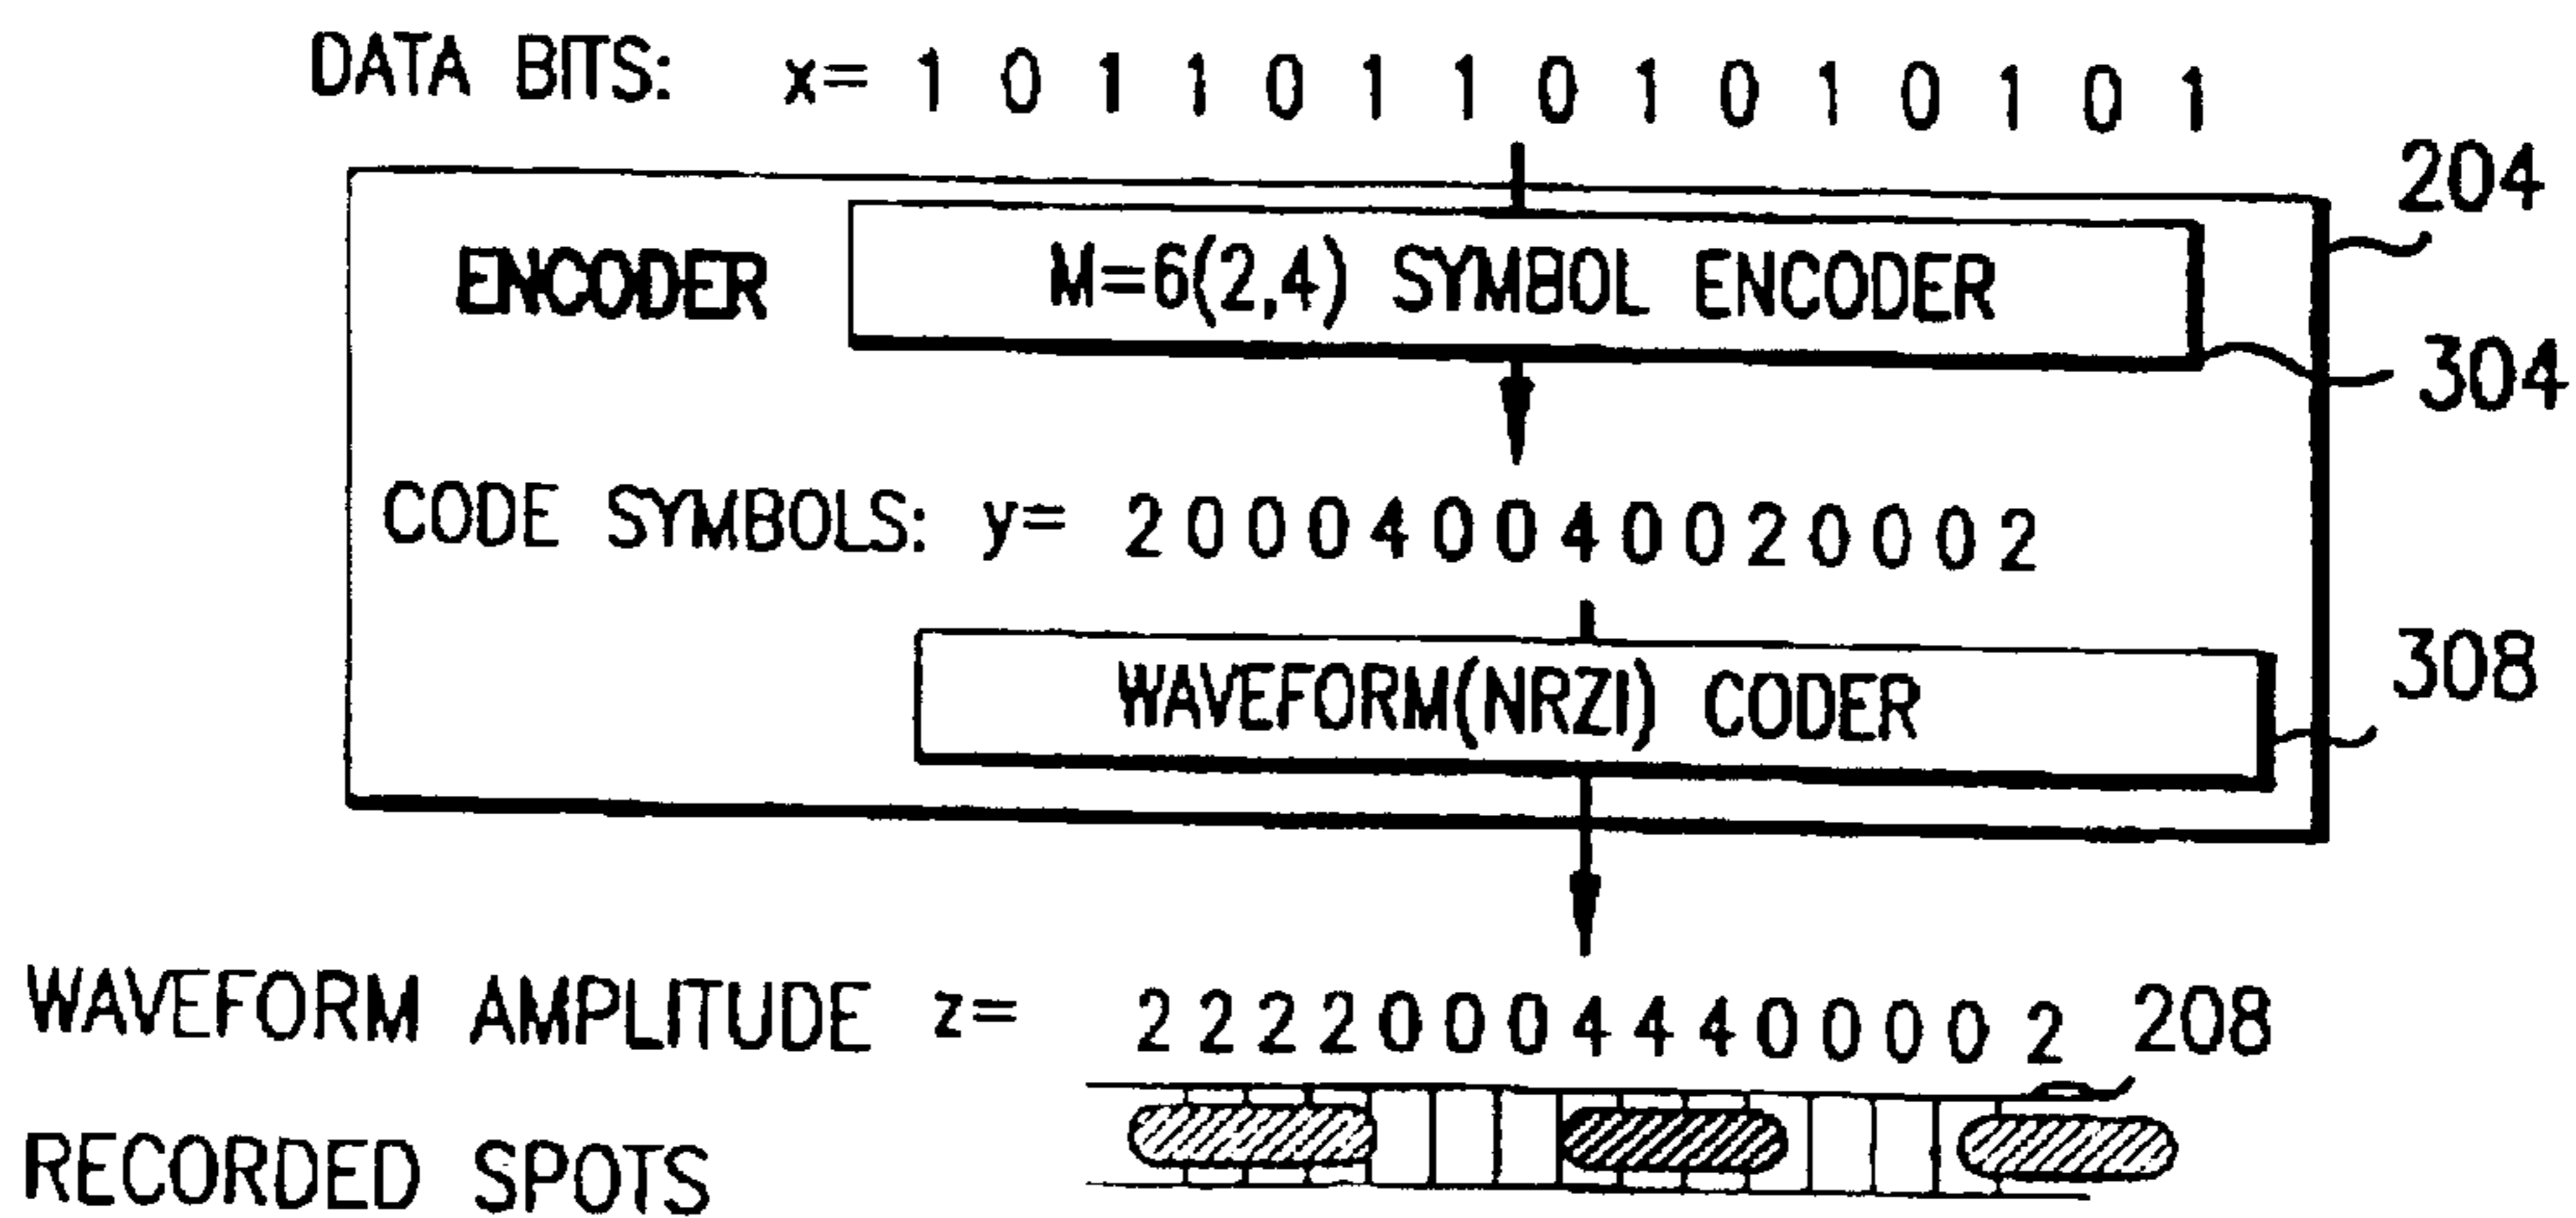 DATA BITS: x= 1 0 1 1 0 1 1 0 1 0 1 0 1 0 1
204
ENCODER M=6(2,4) SYMBOL ENCODER
304
CODE SYMBOLS: y= 2 0 0 0 4 0 0 4 0 0 2 0 0 0 2
WAVEFORM(NRZI) CODER
308
WAVEFORM AMPLITUDE z= 2 2 2 2 0 0 0 4 4 4 0 0 0 0 2
208
RECORDED SPOTS